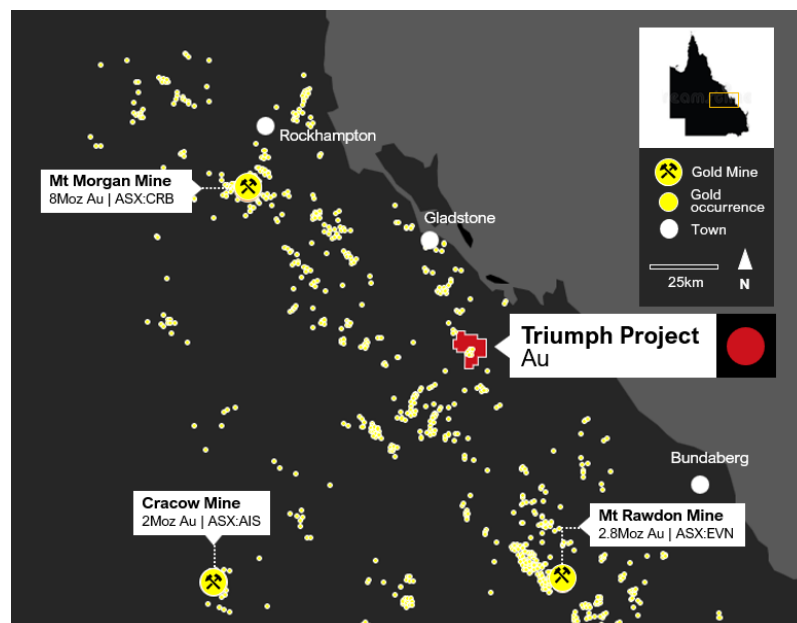 Rockhampton
Mt Morgan Mine
8Moz Au | ASX:CRB
Gladstone
Gold Mine
Gold
occurrence
Town
25km
N
Triumph Project
Au
Bundaberg
Cracow Mine
2Moz Au | ASX:AIS
Mt Rawdon Mine
2.8Moz Au | ASX:EVN